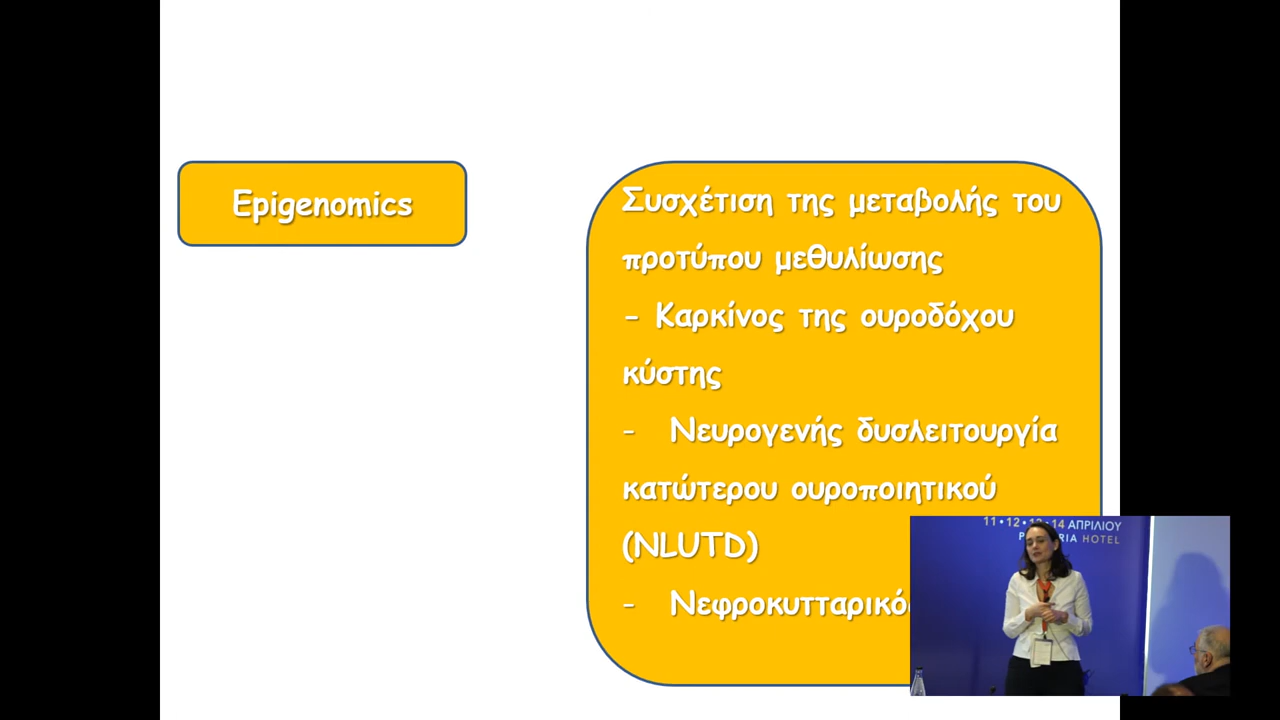 Epigenomics
Συσχέτιση της μεταβολής του
προτύπου μεθυλίωσης
- Καρκίνος της ουροδόχου
κύστης
- Νευρογενής δυσλειτουργία
κατώτερου ουροποιητικού
(NLUTD)
-
11•12•13•14 ΑΠΡΙΛΙΟΥ
HOTEL